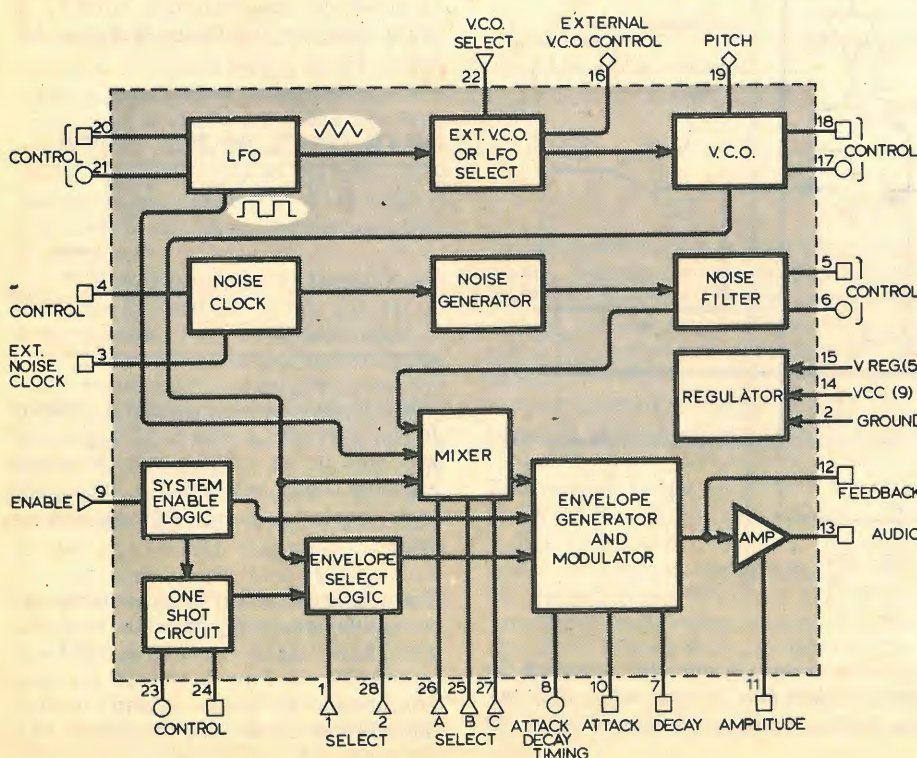 V.C.O.
SELECT
22
EXTERNAL
V.C.O. CONTROL
16
PITCH
19
CONTROL
20
21
LFO
EXT. V.C.O.
OR LFO
SELECT
V.C.O.
18
17
CONTROL
CONTROL
4
EXT.
NOISE
CLOCK
3
NOISE
CLOCK
NOISE
GENERATOR
NOISE
FILTER
5
6
CONTROL
REGULATOR
15
V REG.(5
14
VCC (9)
2
GROUND
MIXER
ENABLE
9
SYSTEM
ENABLE
LOGIC
ONE
SHOT
CIRCUIT
ENVELOPE
SELECT
LOGIC
ENVELOPE
GENERATOR
AND
MODULATOR
12
FEEDBACK
AMP
13
AUDIO
23
24
CONTROL
1
28
1
2
SELECT
26
25
27
A
B
C
SELECT
8
ATTACK
DECAY
TIMING
10
ATTACK
7
DECAY
11
AMPLITUDE